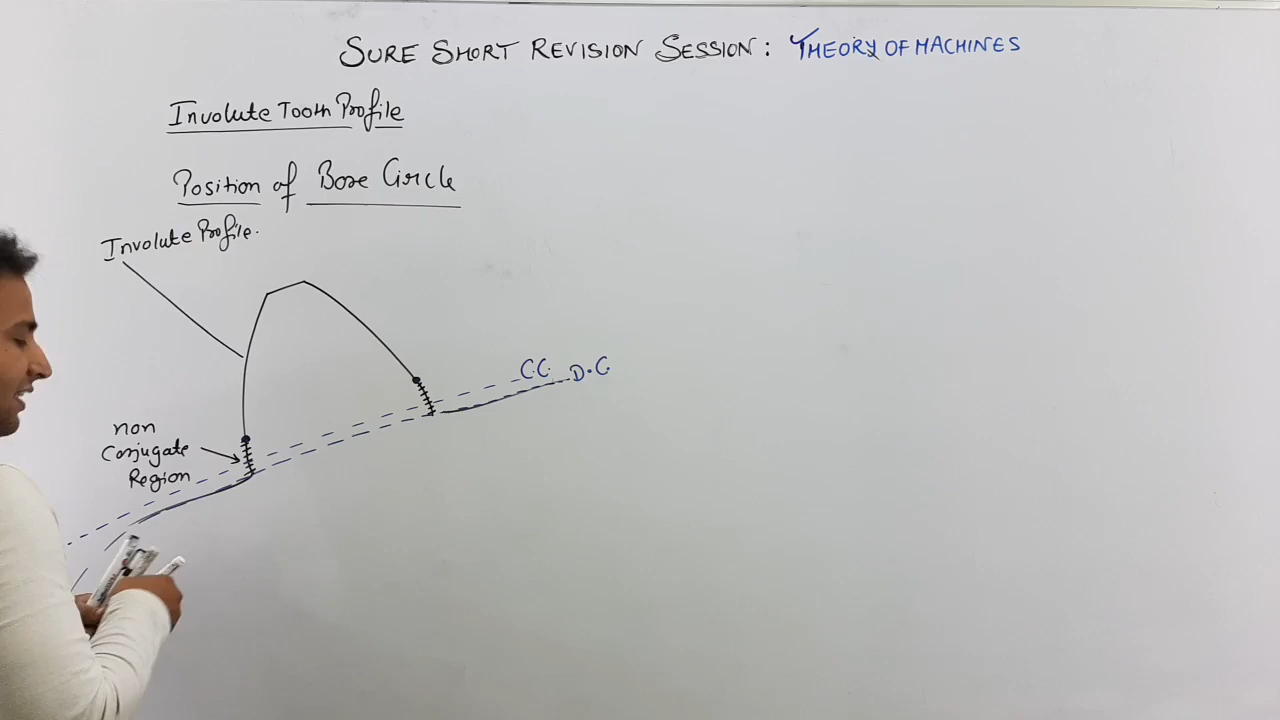 SURE SHORT REVISION SESSION: THEORY OF MACHINES
Involute Tooth Profile
Position of Base Circle
Involute Profile.
C.C.
D.C.
non
Conjugate
Region